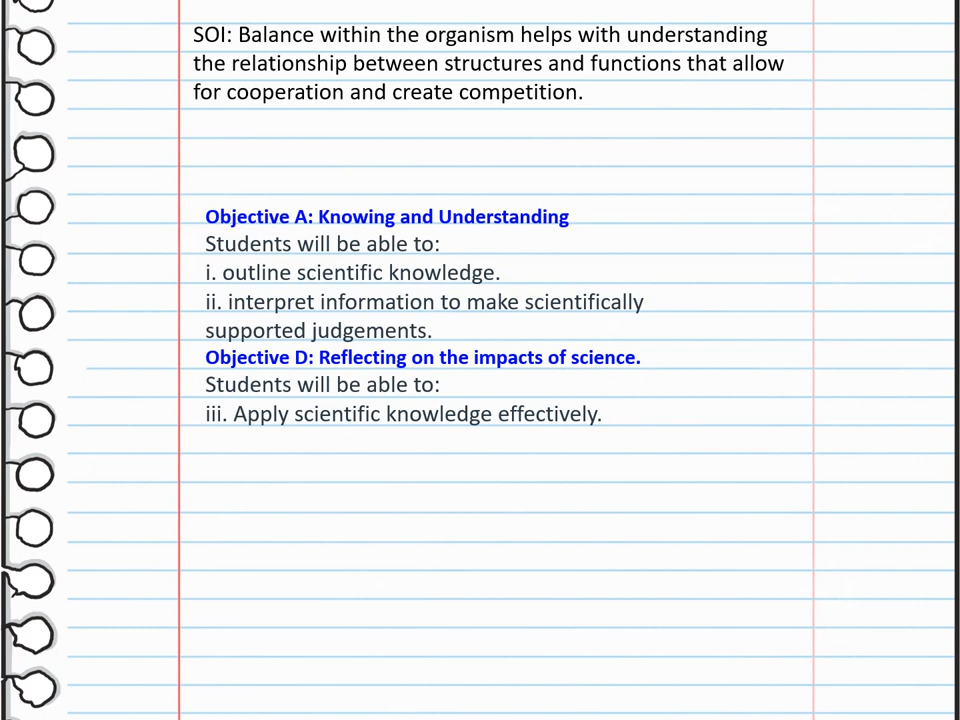 SOI: Balance within the organism helps with understanding
the relationship between structures and functions that allow
for cooperation and create competition.
Objective A: Knowing and Understanding
Students will be able to:
i. outline scientific knowledge.
ii. interpret information to make scientifically
supported judgements.
Objective D: Reflecting on the impacts of science.
Students will be able to:
iii. Apply scientific knowledge effectively.